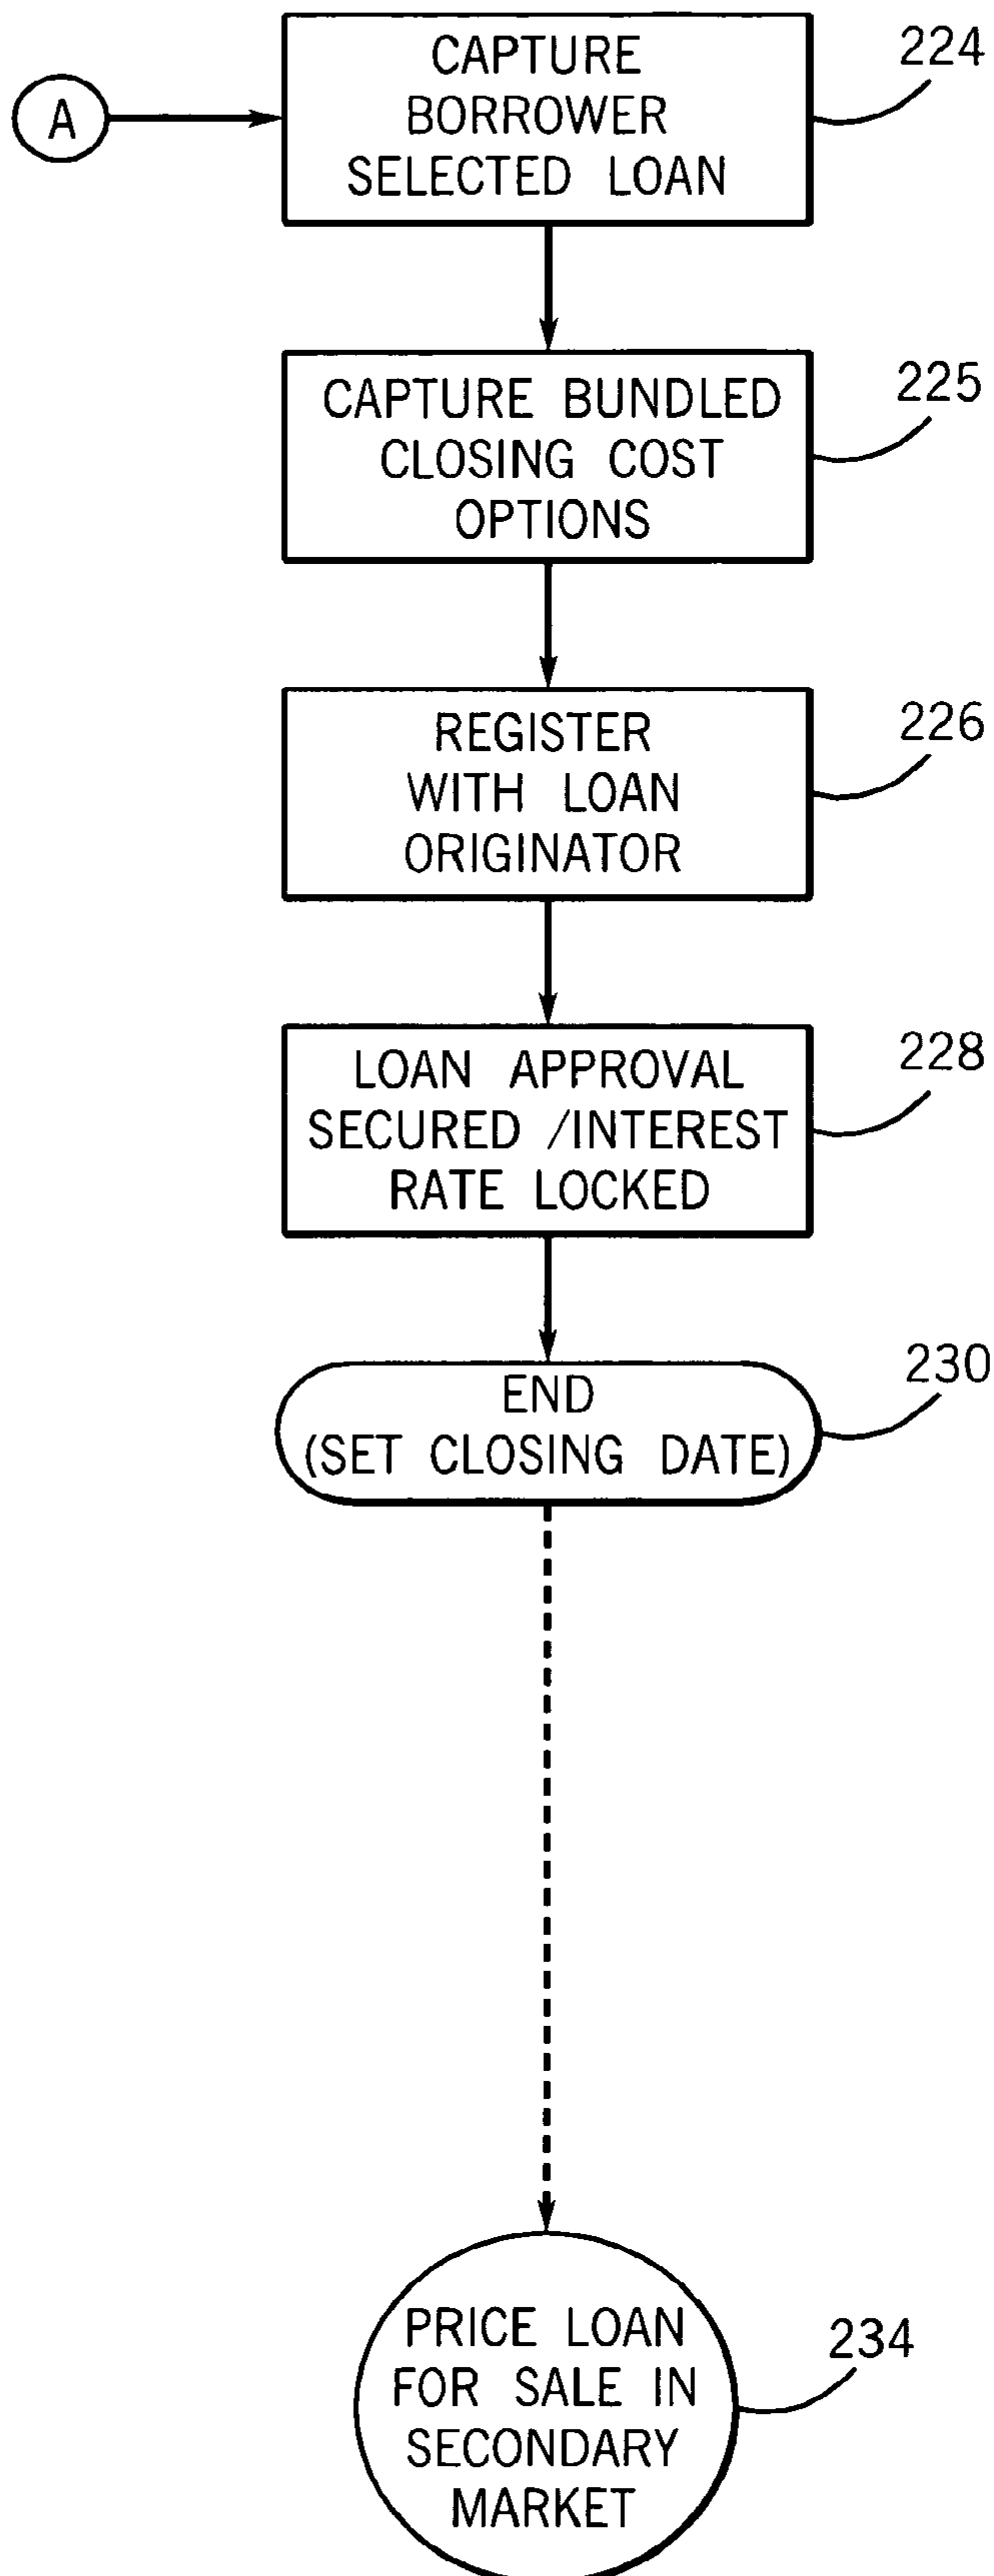 A
CAPTURE
BORROWER
SELECTED LOAN
224
CAPTURE BUNDLED
CLOSING COST
OPTIONS
225
REGISTER
WITH LOAN
ORIGINATOR
226
LOAN APPROVAL
SECURED /INTEREST
RATE LOCKED
228
END
(SET CLOSING DATE)
230
PRICE LOAN
FOR SALE IN
SECONDARY
MARKET
234